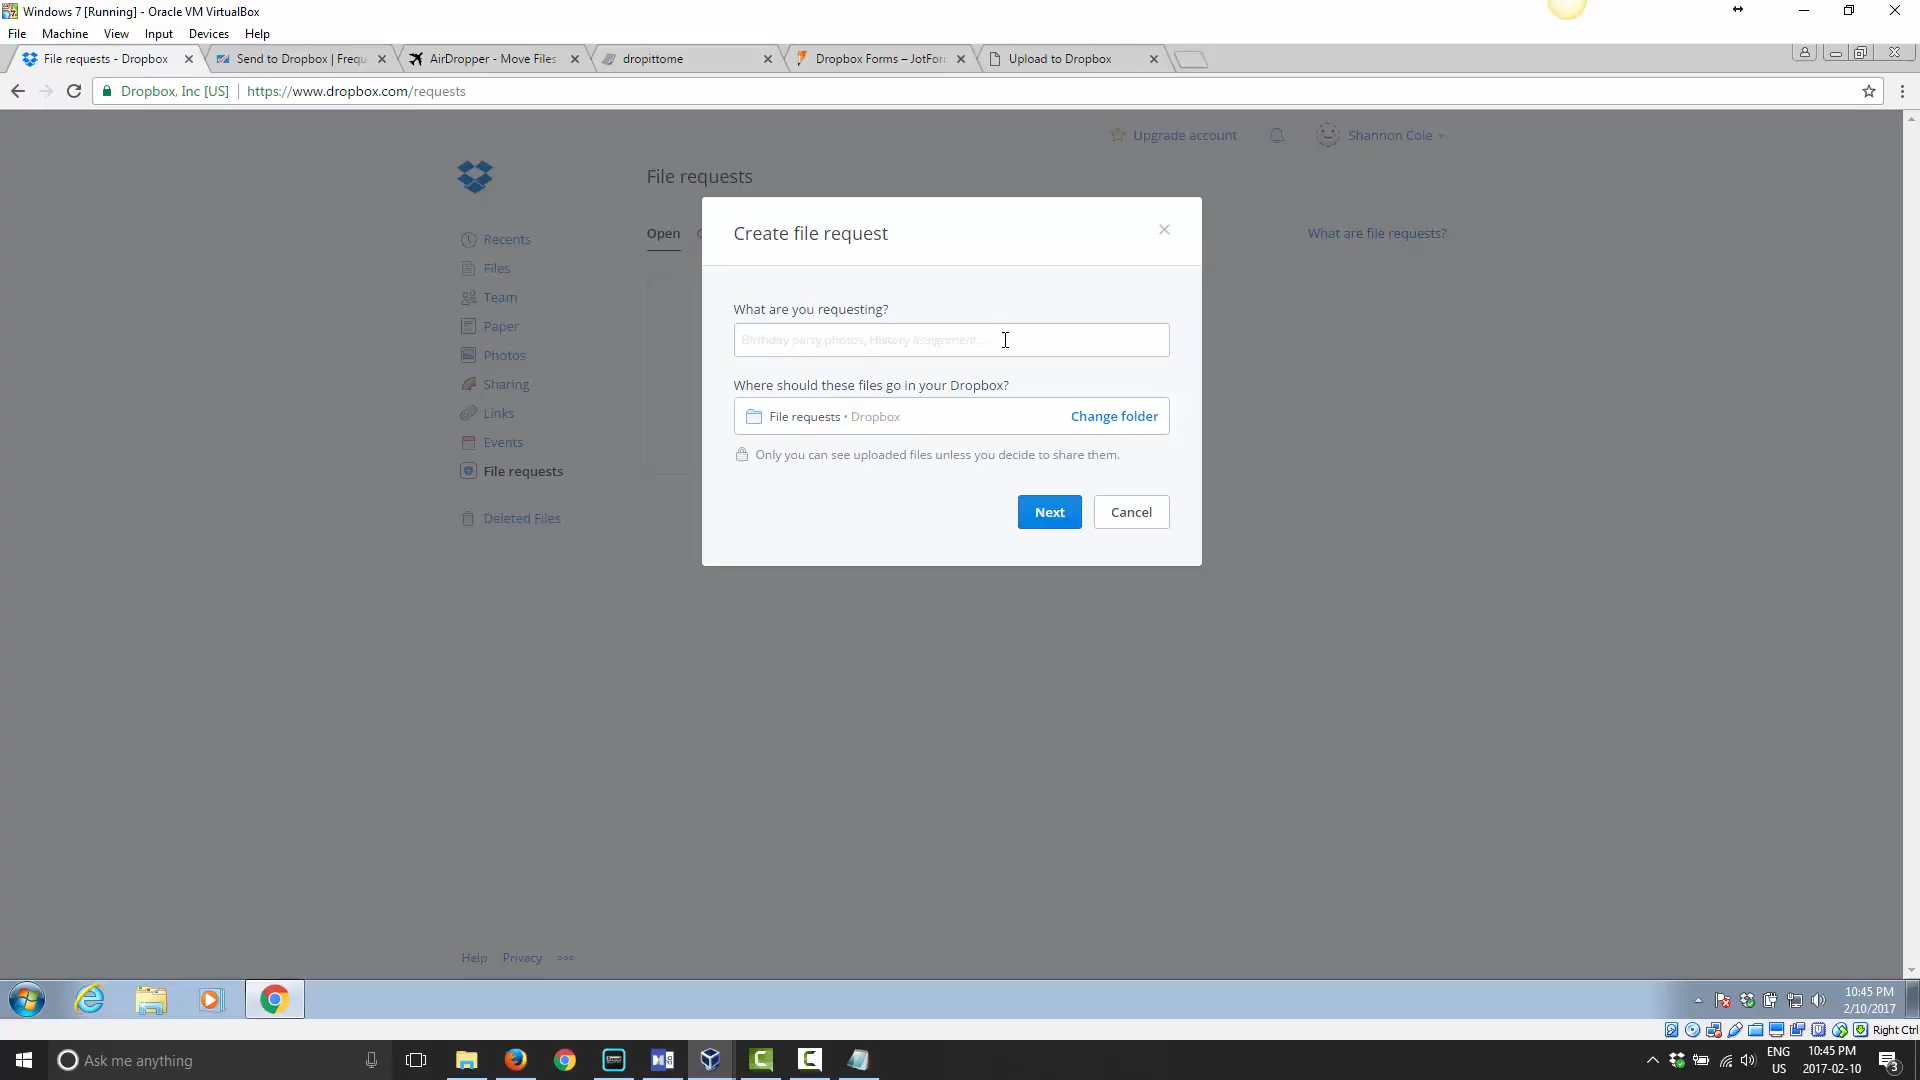 Windows 7 [Running] - Oracle VM VirtualBox
File Machine View Input Devices Help
File requests - Dropbox
Send to Dropbox | Frequ
AirDropper - Move Files
dropittome
Dropbox Forms – JotForm
Upload to Dropbox
Dropbox, Inc [US] | https://www.dropbox.com/requests
Upgrade account
Shannon Cole
File requests
Open
What are file requests?
Recents
Files
Team
Paper
Photos
Sharing
Links
Events
File requests
Deleted Files
Create file request
What are you requesting?
Birthday party photos, History assignment...
Where should these files go in your Dropbox?
File requests • Dropbox
Change folder
Only you can see uploaded files unless you decide to share them.
Next
Cancel
Help Privacy
10:45 PM
2/10/2017
Right Ctrl
Ask me anything
ENG
US
10:45 PM
2017-02-10
3